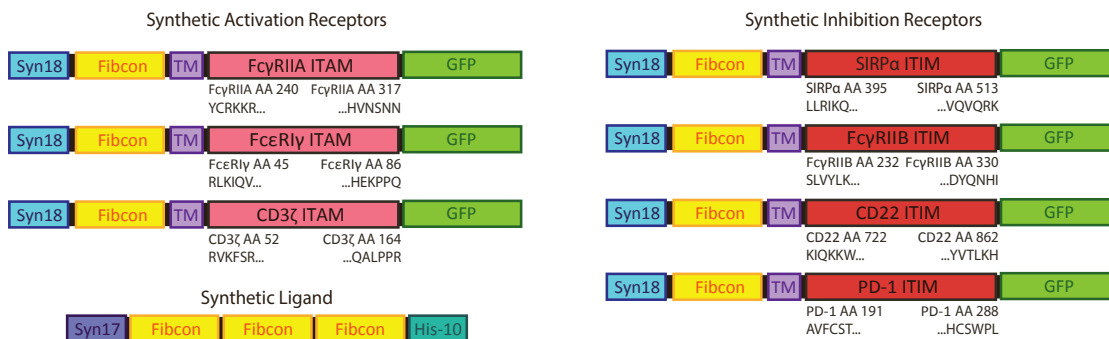 Synthetic Activation Receptors
Syn18 Fibcon TM FcγRIIA ITAM GFP
FcγRIIA AA 240 FcγRIIA AA 317
YCRKKR... ...HVNSNN
Syn18 Fibcon TM FcεRIγ ITAM GFP
FcεRIγ AA 45 FcεRIγ AA 86
RLKIQV... ...HEKPPQ
Syn18 Fibcon TM CD3ζ ITAM GFP
CD3ζ AA 52 CD3ζ AA 164
RVKFSR... ...QALPPR
Synthetic Ligand
Syn17 Fibcon Fibcon Fibcon His-10
Synthetic Inhibition Receptors
Syn18 Fibcon TM SIRPα ITIM GFP
SIRPα AA 395 SIRPα AA 513
LLRIKQ... ...VQVQRK
Syn18 Fibcon TM FcγRIIB ITIM GFP
FcγRIIB AA 232 FcγRIIB AA 330
SLVYLK... ...DYQNHI
Syn18 Fibcon TM CD22 ITIM GFP
CD22 AA 722 CD22 AA 862
KIQKKW... ...YVTLKH
Syn18 Fibcon TM PD-1 ITIM GFP
PD-1 AA 191 PD-1 AA 288
AVFCST... ...HCSWPL